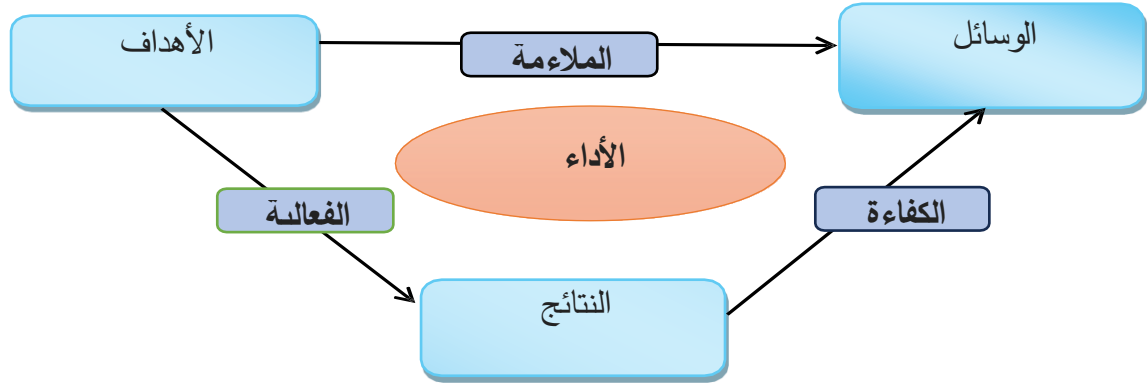 الأهداف
الملاءمة
الوسائل
الأداء
الفعالية
الكفاءة
النتائج